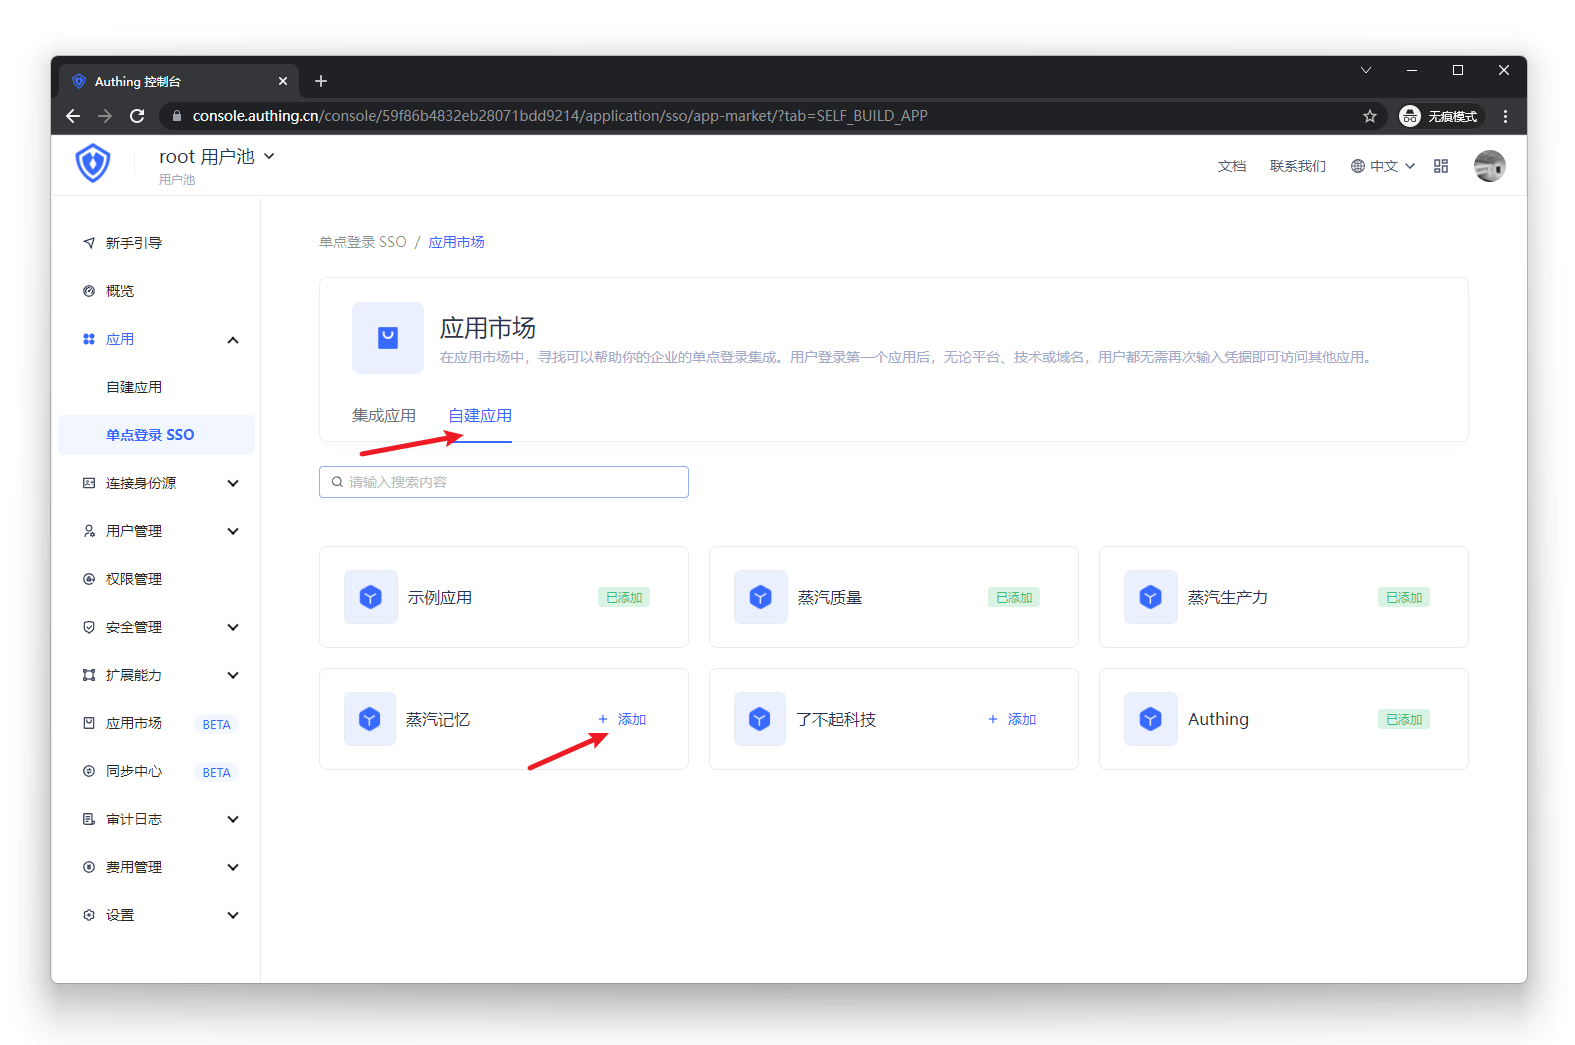 Authing 控制台
console.authing.cn/console/59f86b4832eb28071bdd9214/application/sso/app-market/?tab=SELF_BUILD_APP
无痕模式
root 用户池
用户池
文档
联系我们
中文
新手引导
概览
应用
自建应用
单点登录 SSO
连接身份源
用户管理
权限管理
安全管理
扩展能力
应用市场 BETA
同步中心 BETA
审计日志
费用管理
设置
单点登录 SSO / 应用市场
应用市场
在应用市场中，寻找可以帮助你的企业的单点登录集成。用户登录第一个应用后，无论平台、技术或域名，用户都无需再次输入凭据即可访问其他应用。
集成应用
自建应用
请输入搜索内容
示例应用 已添加
蒸汽质量 已添加
蒸汽生产力 已添加
蒸汽记忆 + 添加
了不起科技 + 添加
Authing 已添加